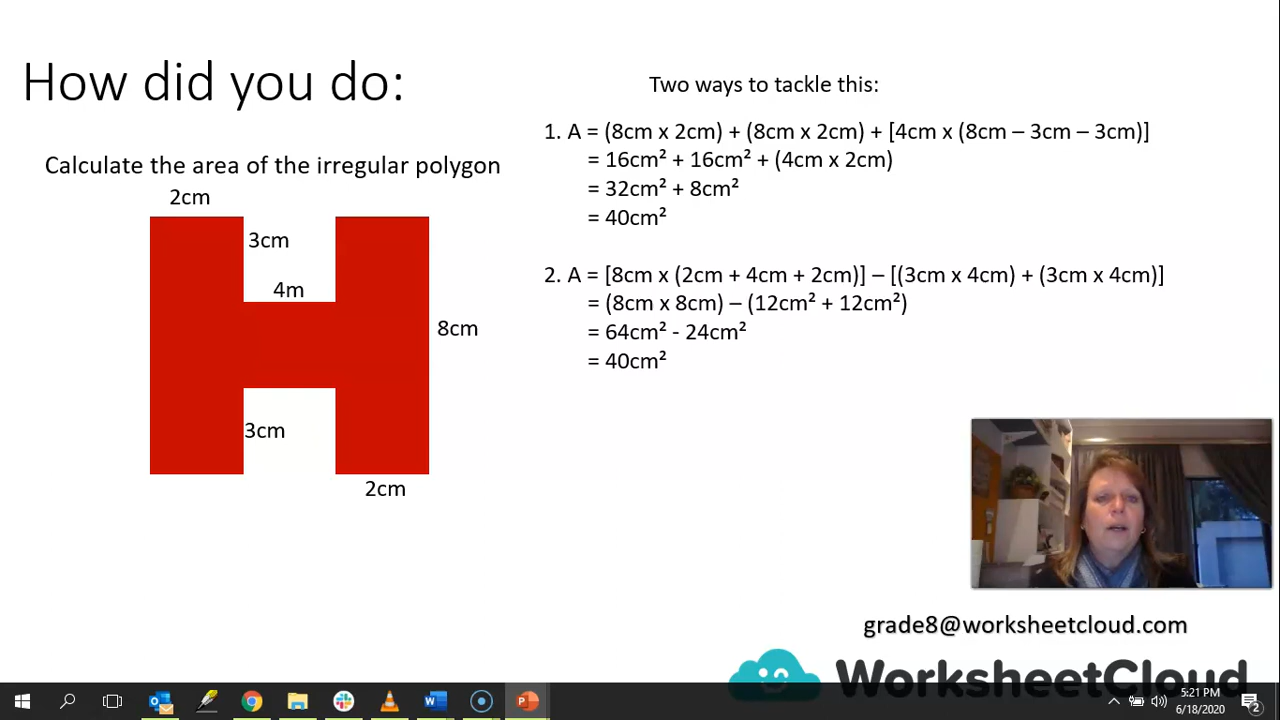 How did you do:
Calculate the area of the irregular polygon
2cm
3cm
4m
8cm
3cm
2cm
Two ways to tackle this:
1. A = (8cm x 2cm) + (8cm x 2cm) + [4cm x (8cm – 3cm – 3cm)]
= 16cm² + 16cm² + (4cm x 2cm)
= 32cm² + 8cm²
= 40cm²
2. A = [8cm x (2cm + 4cm + 2cm)] – [(3cm x 4cm) + (3cm x 4cm)]
= (8cm x 8cm) – (12cm² + 12cm²)
= 64cm² - 24cm²
= 40cm²
grade8@worksheetcloud.com
WorksheetCloud
5:21 PM
6/18/2020
2